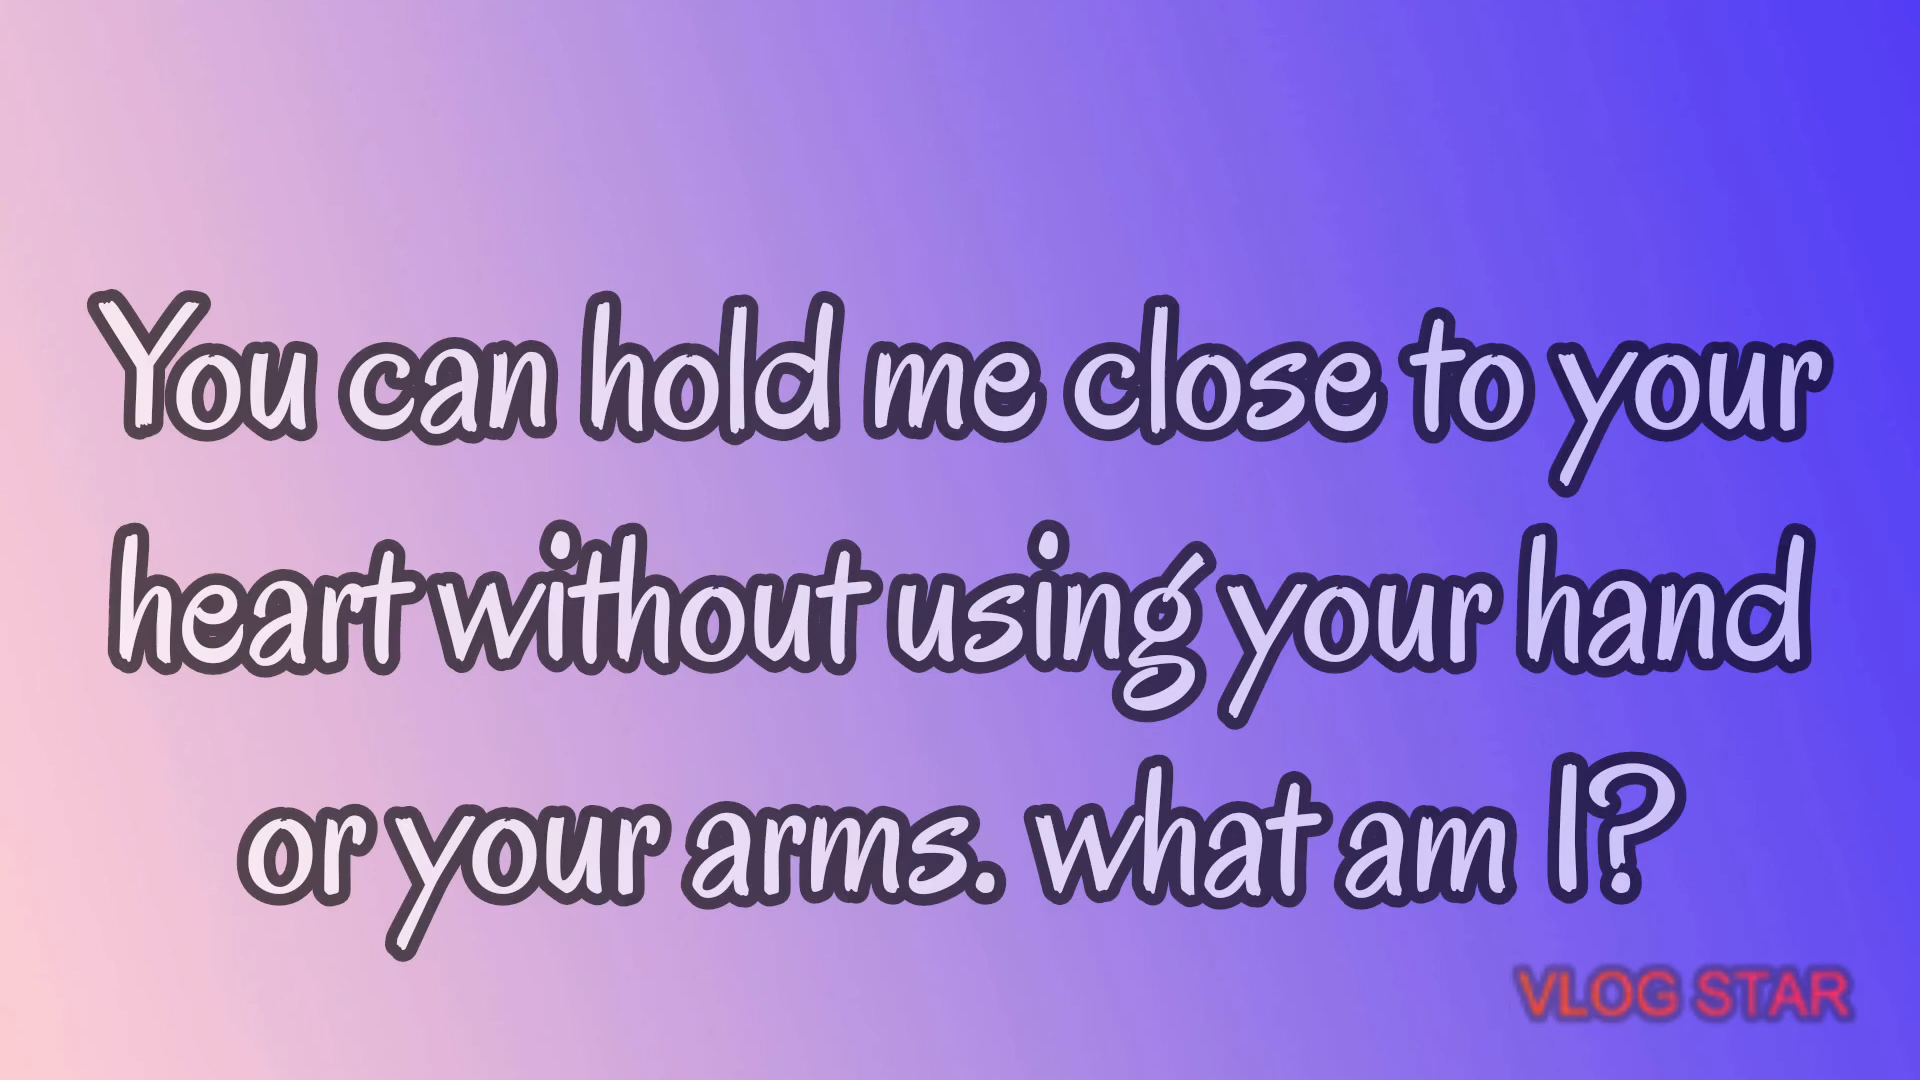 You can hold me close to your
heart without using your hand
or your arms. what am I?
VLOG STAR